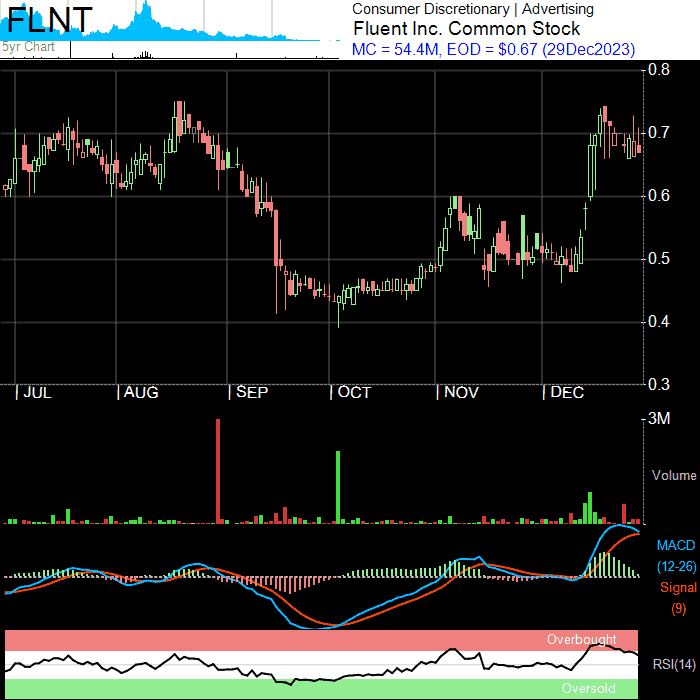 FLNT
5yr Chart
Consumer Discretionary | Advertising
Fluent Inc. Common Stock
MC = 54.4M, EOD = $0.67 (29Dec2023)
0.8
0.7
0.6
0.5
0.4
0.3
JUL AUG SEP OCT NOV DEC
3M
Volume
MACD
(12-26)
Signal
(9)
Overbought
RSI(14)
Oversold